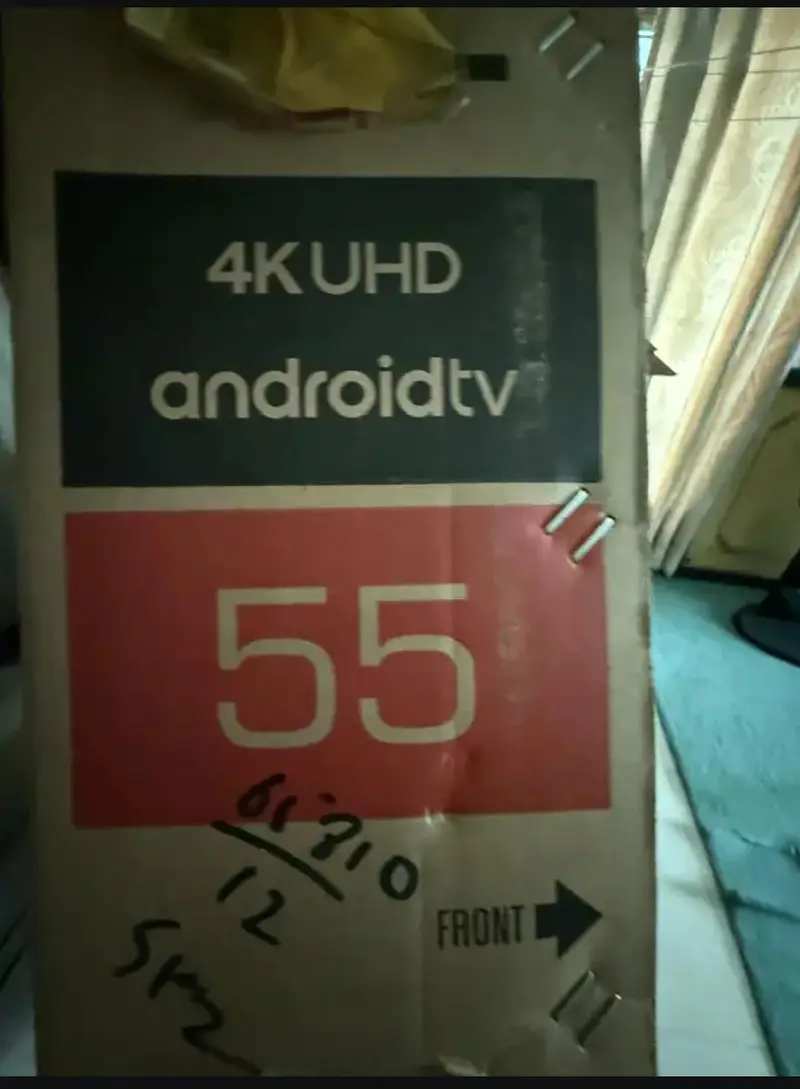 4K UHD
androidtv
55
12
FRONT